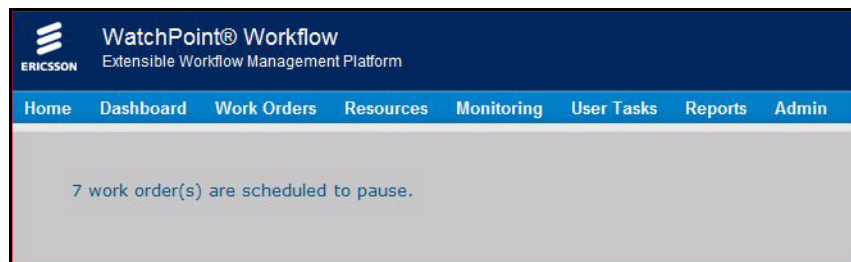 ERICSSON
WatchPoint® Workflow
Extensible Workflow Management Platform
Home Dashboard Work Orders Resources Monitoring User Tasks Reports Admin
7 work order(s) are scheduled to pause.